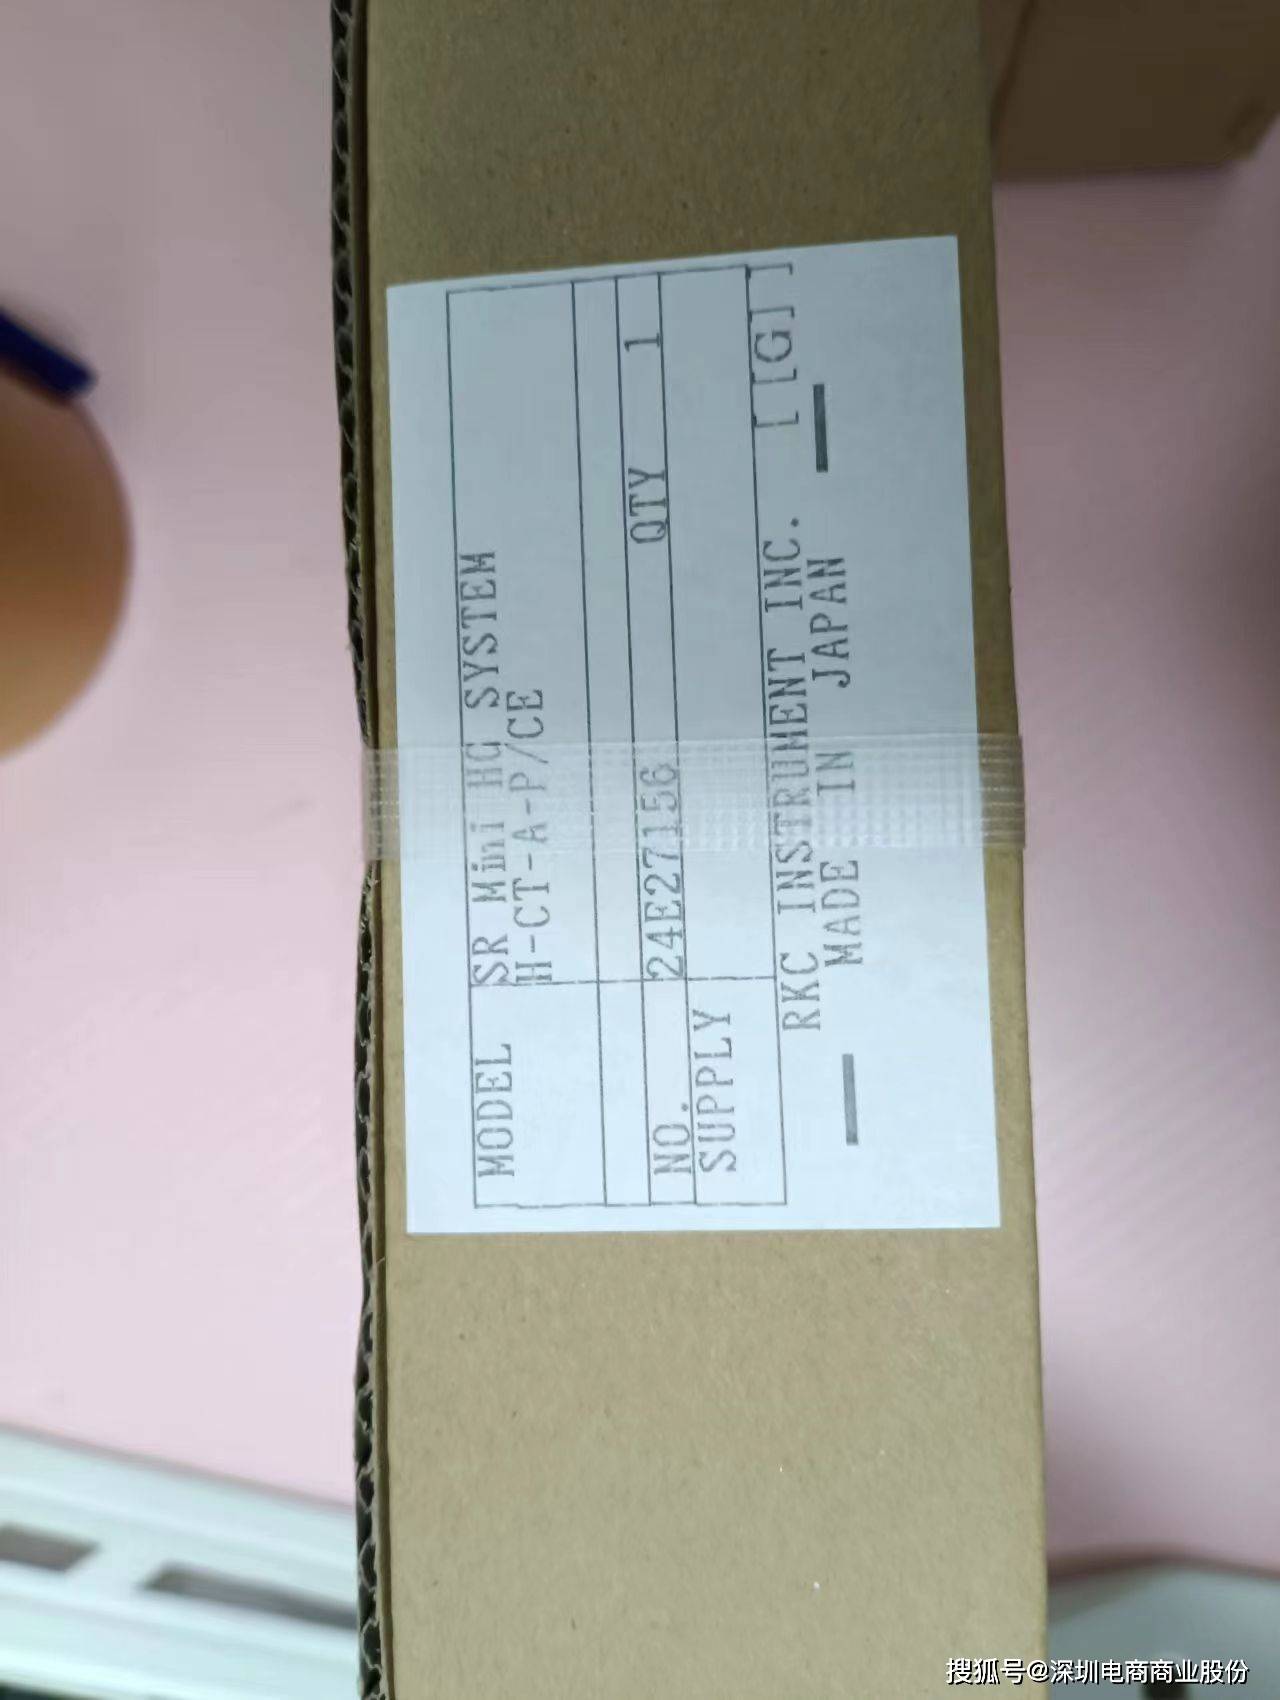 MODEL SR Mini HG SYSTEM
H-CT-A-P/CE
NO. 24E27156 QTY 1
SUPPLY
RKC INSTRUMENT INC. [ [G] ]
MADE IN JAPAN
搜狐号@深圳电商商业股份